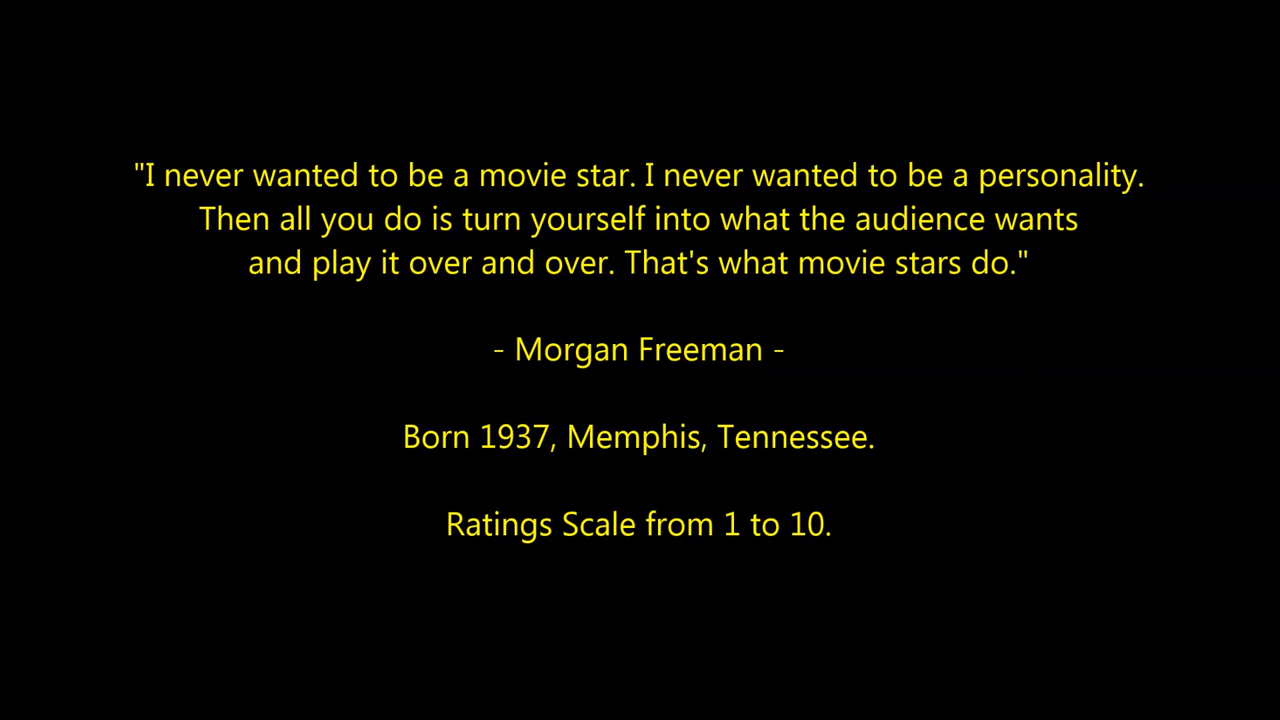 "I never wanted to be a movie star. I never wanted to be a personality.
Then all you do is turn yourself into what the audience wants
and play it over and over. That's what movie stars do."
- Morgan Freeman -
Born 1937, Memphis, Tennessee.
Ratings Scale from 1 to 10.